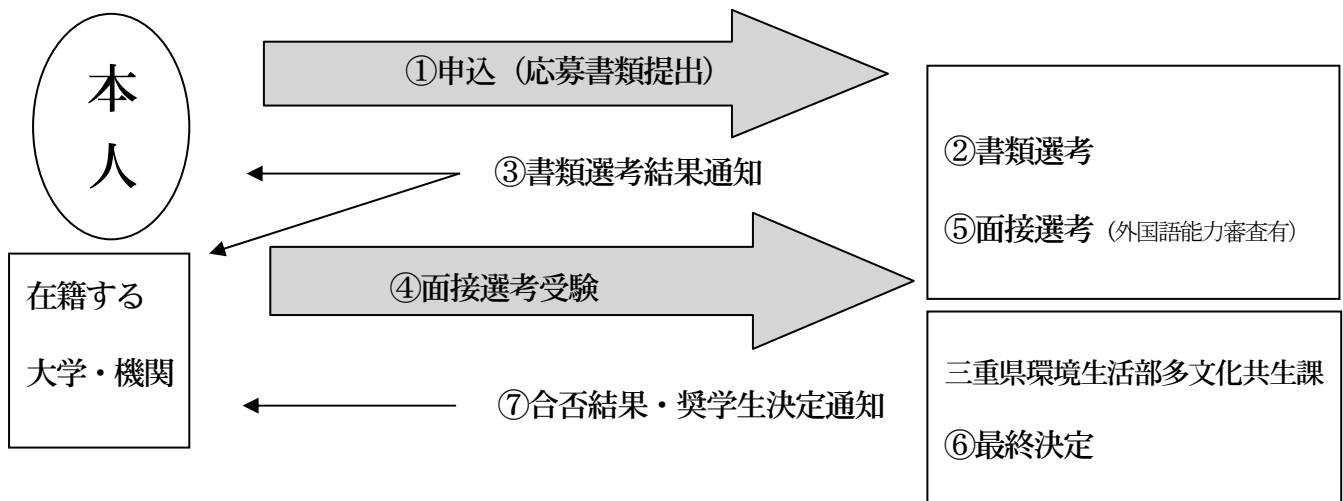 本
人
①申込（応募書類提出）
②書類選考
③書類選考結果通知
⑤面接選考（外国語能力審査有）
在籍する
大学・機関
④面接選考受験
三重県環境生活部多文化共生課
⑦合否結果・奨学生決定通知
⑥最終決定